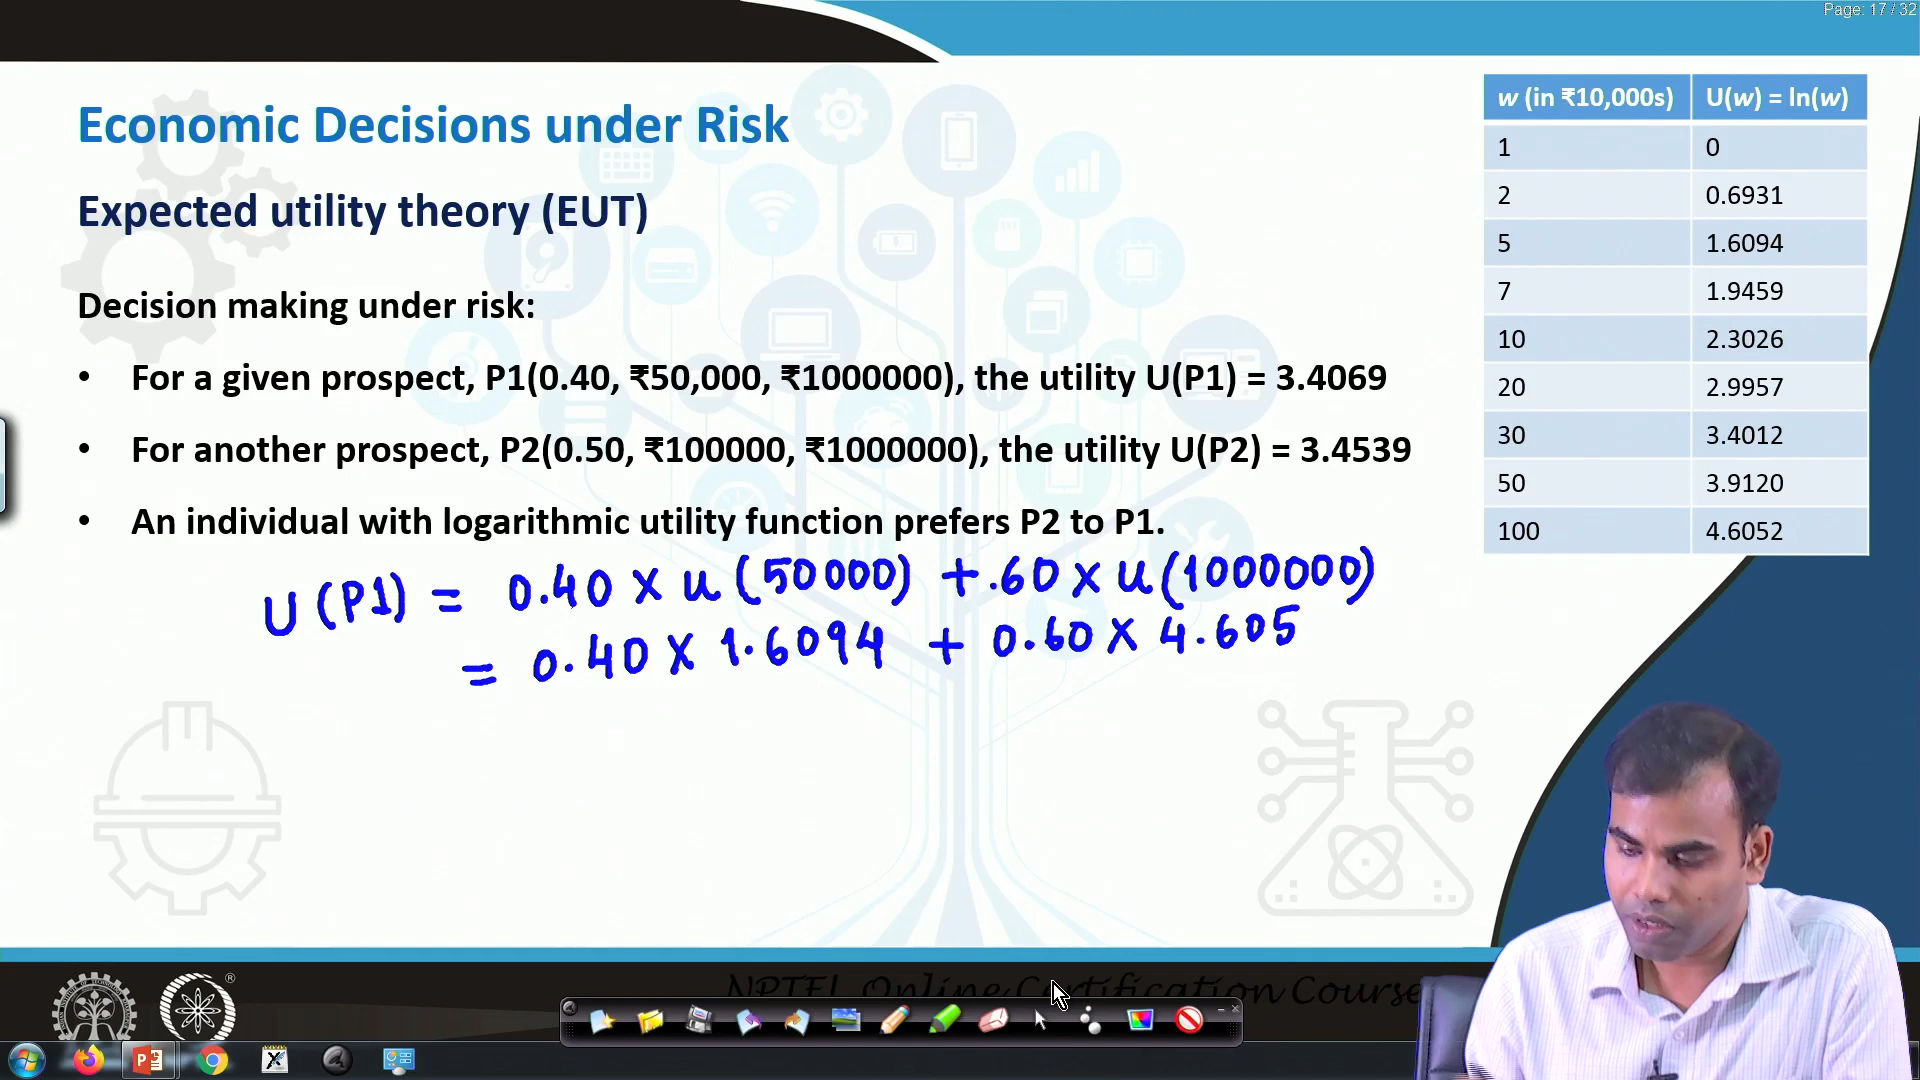 Page: 17 / 32
Economic Decisions under Risk
Expected utility theory (EUT)
Decision making under risk:
• For a given prospect, P1(0.40, ₹50,000, ₹1000000), the utility U(P1) = 3.4069
• For another prospect, P2(0.50, ₹100000, ₹1000000), the utility U(P2) = 3.4539
• An individual with logarithmic utility function prefers P2 to P1.
U (P1) = 0.40 x u (50000) + .60 x u (1000000)
= 0.40 x 1.6094 + 0.60 x 4.605
w (in ₹10,000s) U(w) = ln(w)
1 0
2 0.6931
5 1.6094
7 1.9459
10 2.3026
20 2.9957
30 3.4012
50 3.9120
100 4.6052
NPTEL Online Certification Course
®